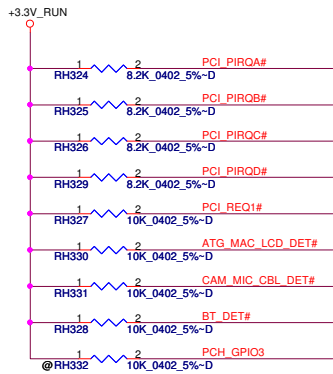 +3.3V_RUN
1 2 PCI_PIRQA#
RH324 8.2K_0402_5%~D
1 2 PCI_PIRQB#
RH325 8.2K_0402_5%~D
1 2 PCI_PIRQC#
RH326 8.2K_0402_5%~D
1 2 PCI_PIRQD#
RH329 8.2K_0402_5%~D
1 2 PCI_REQ1#
RH327 10K_0402_5%~D
1 2 ATG_MAC_LCD_DET#
RH330 10K_0402_5%~D
1 2 CAM_MIC_CBL_DET#
RH331 10K_0402_5%~D
1 2 BT_DET#
RH328 10K_0402_5%~D
1 2 PCH_GPIO3
@RH332 10K_0402_5%~D